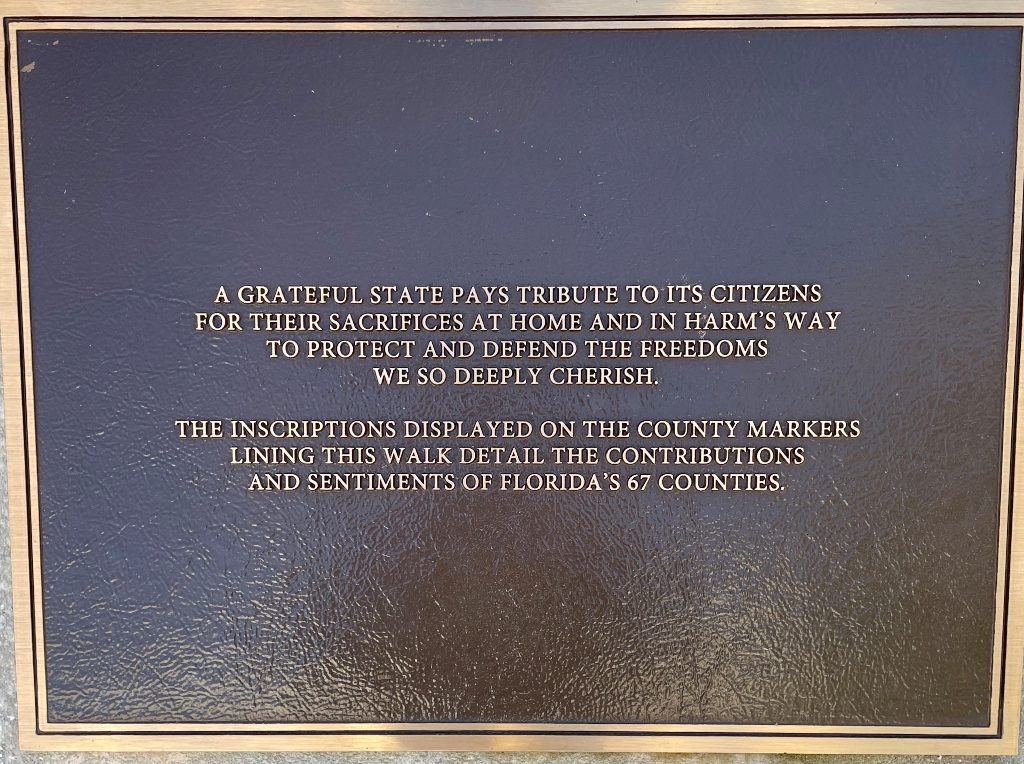 A GRATEFUL STATE PAYS TRIBUTE TO ITS CITIZENS
FOR THEIR SACRIFICES AT HOME AND IN HARM'S WAY
TO PROTECT AND DEFEND THE FREEDOMS
WE SO DEEPLY CHERISH.
THE INSCRIPTIONS DISPLAYED ON THE COUNTY MARKERS
LINING THIS WALK DETAIL THE CONTRIBUTIONS
AND SENTIMENTS OF FLORIDA'S 67 COUNTIES.